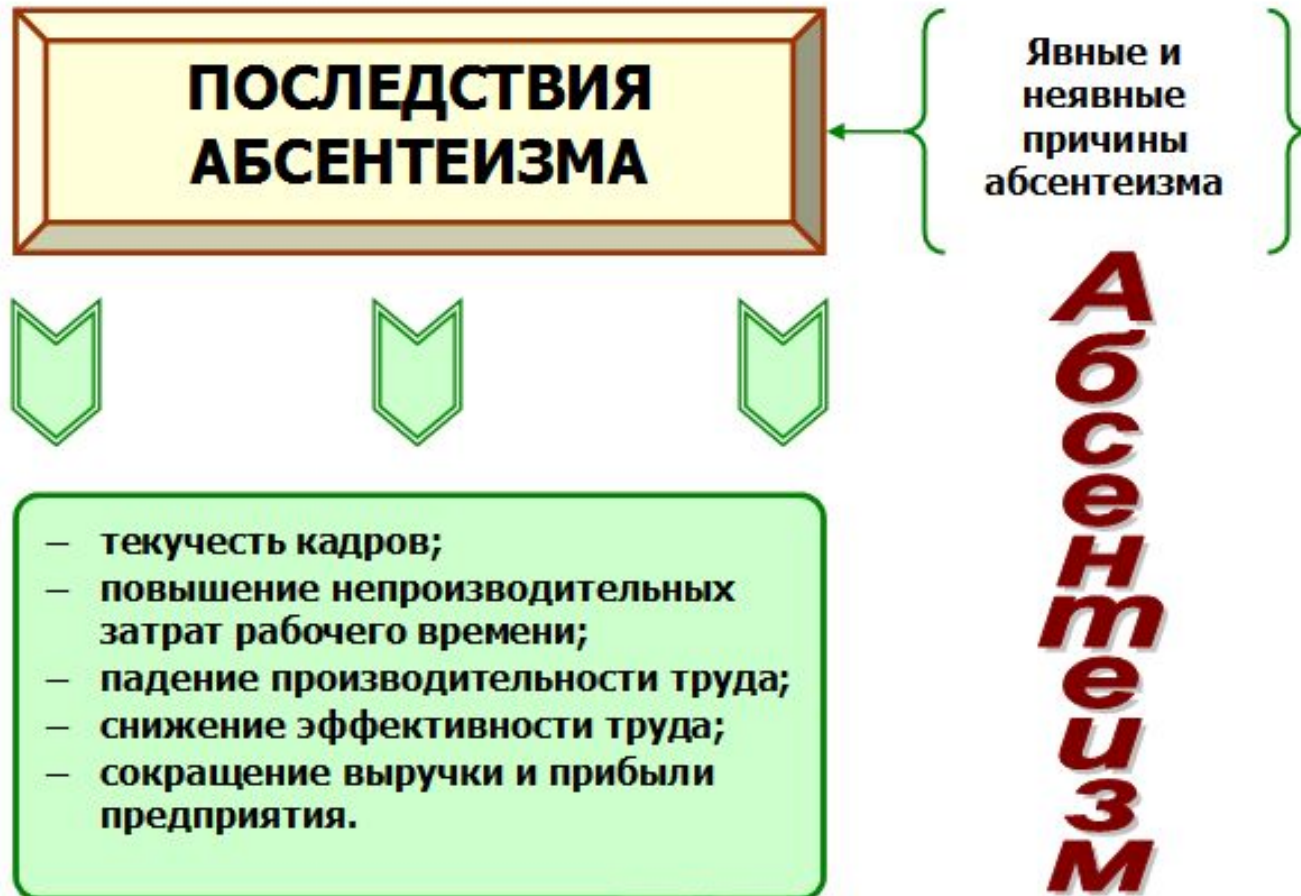 ПОСЛЕДСТВИЯ
АБСЕНТЕИЗМА
Явные и
неявные
причины
абсентеизма
– текучесть кадров;
– повышение непроизводительных
затрат рабочего времени;
– падение производительности труда;
– снижение эффективности труда;
– сокращение выручки и прибыли
предприятия.
Абсентеизм